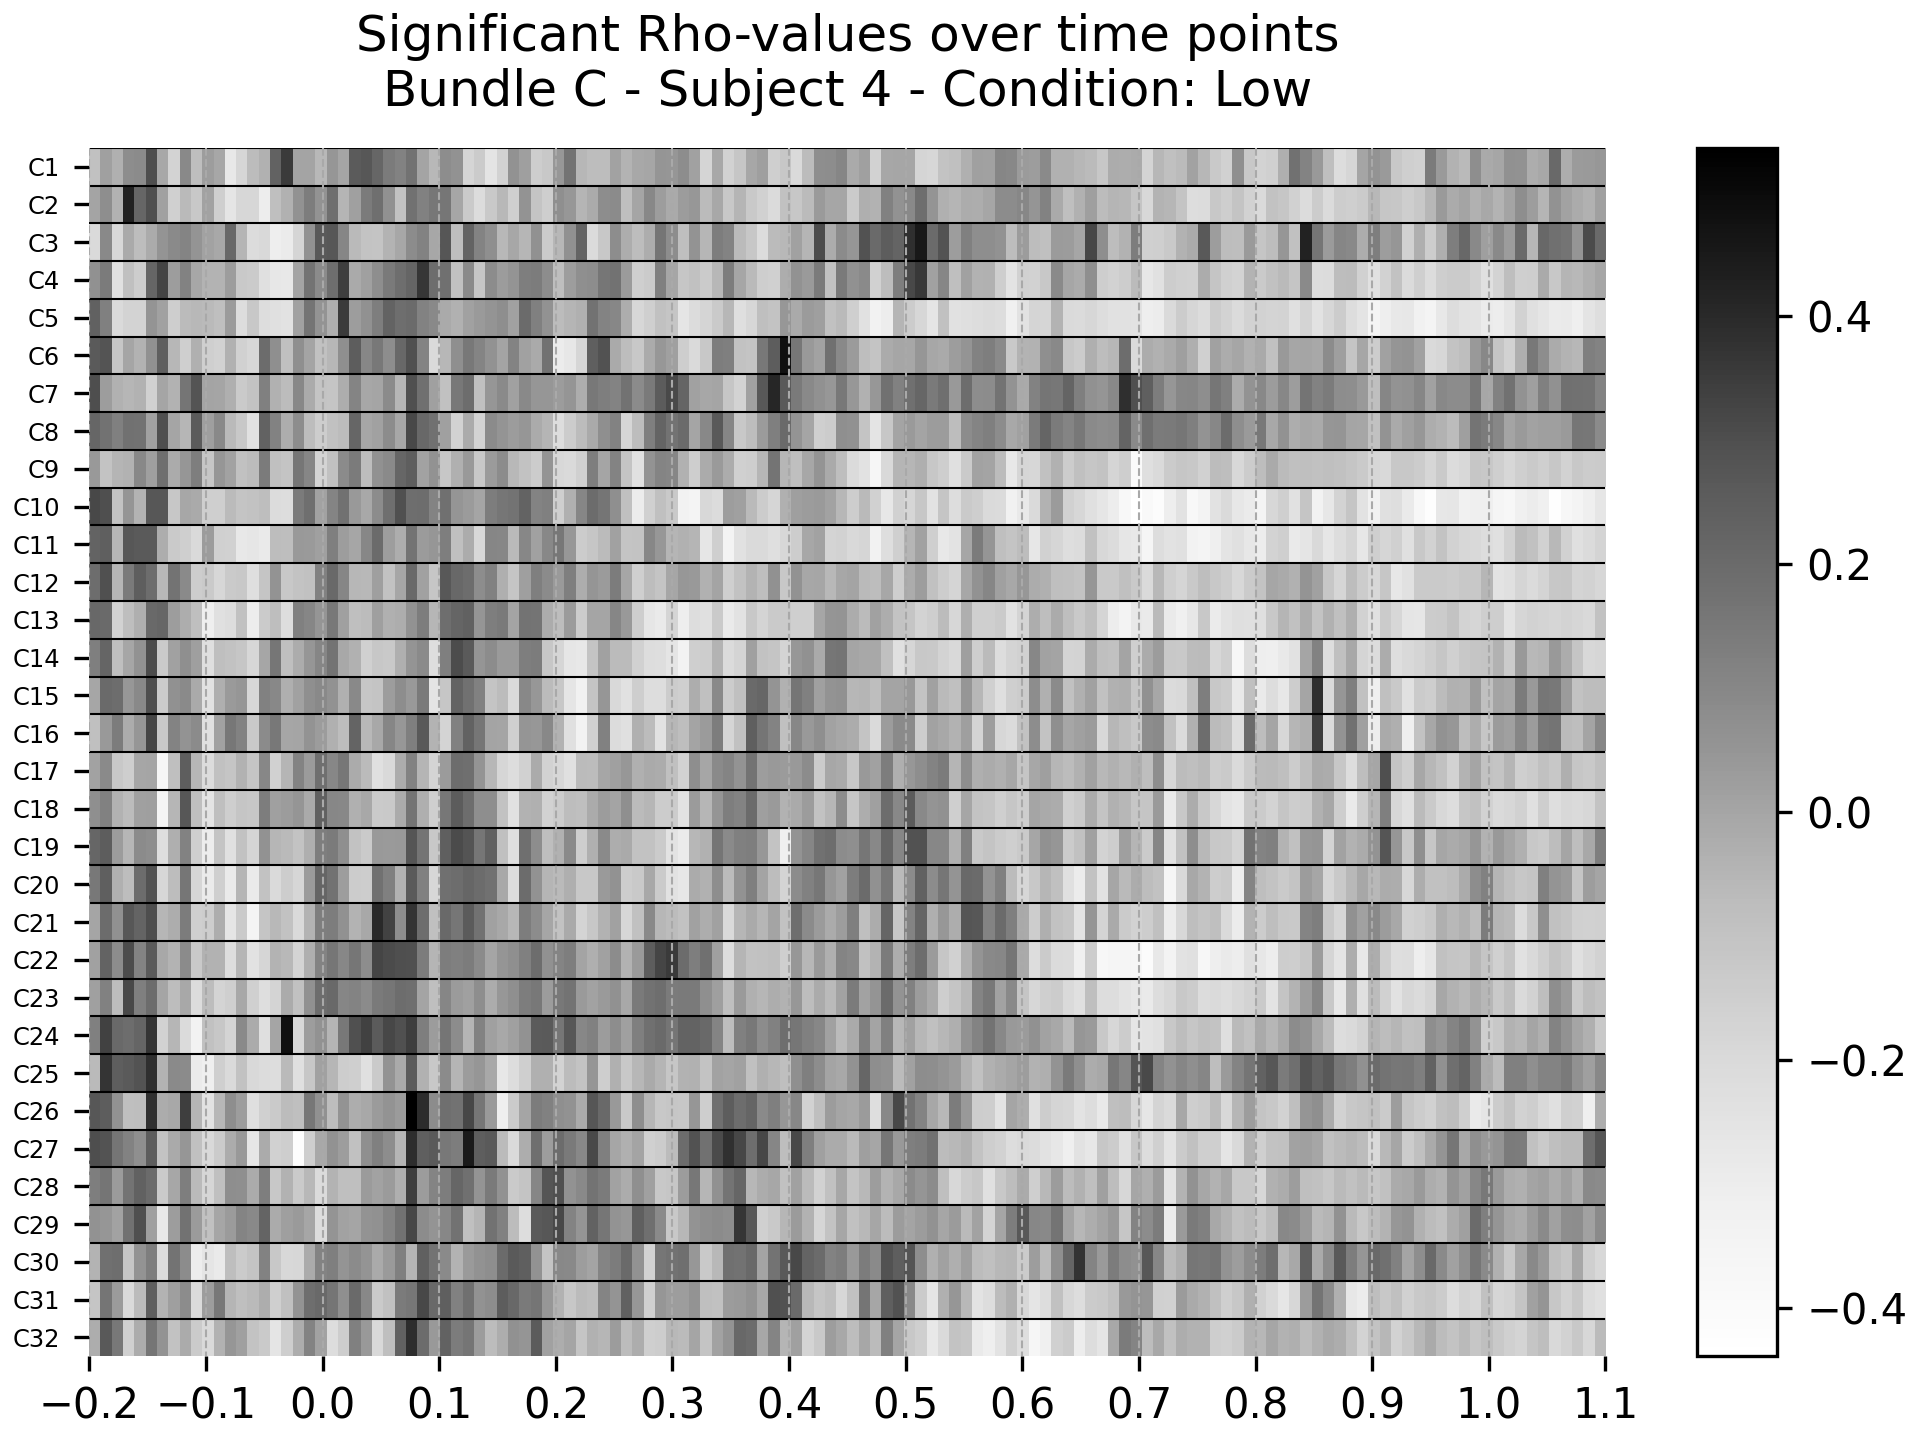 Significant Rho-values over time points
Bundle C - Subject 4 - Condition: Low
C1
C2
C3
C4
C5
C6
C7
C8
C9
C10
C11
C12
C13
C14
C15
C16
C17
C18
C19
C20
C21
C22
C23
C24
C25
C26
C27
C28
C29
C30
C31
C32
−0.2 −0.1 0.0 0.1 0.2 0.3 0.4 0.5 0.6 0.7 0.8 0.9 1.0 1.1
0.4
0.2
0.0
−0.2
−0.4